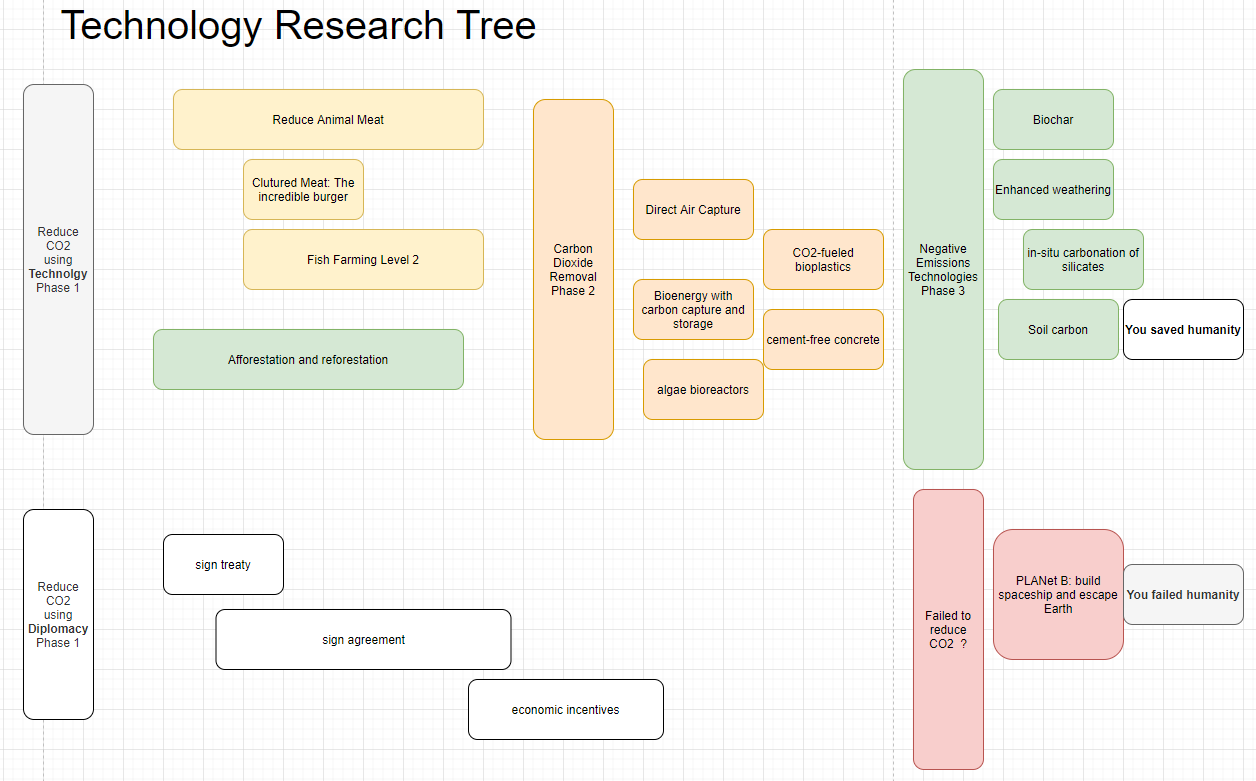 Technology Research Tree
Reduce
CO2
using
Technolgy
Phase 1
Reduce Animal Meat
Clutured Meat: The
incredible burger
Fish Farming Level 2
Afforestation and reforestation
Carbon
Dioxide
Removal
Phase 2
Direct Air Capture
CO2-fueled
bioplastics
Bioenergy with
carbon capture and
storage
cement-free concrete
algae bioreactors
Negative
Emissions
Technologies
Phase 3
Biochar
Enhanced weathering
in-situ carbonation of
silicates
Soil carbon
You saved humanity
Reduce
CO2
using
Diplomacy
Phase 1
sign treaty
sign agreement
economic incentives
Failed to
reduce
CO2 ?
PLANet B: build
spaceship and escape
Earth
You failed humanity